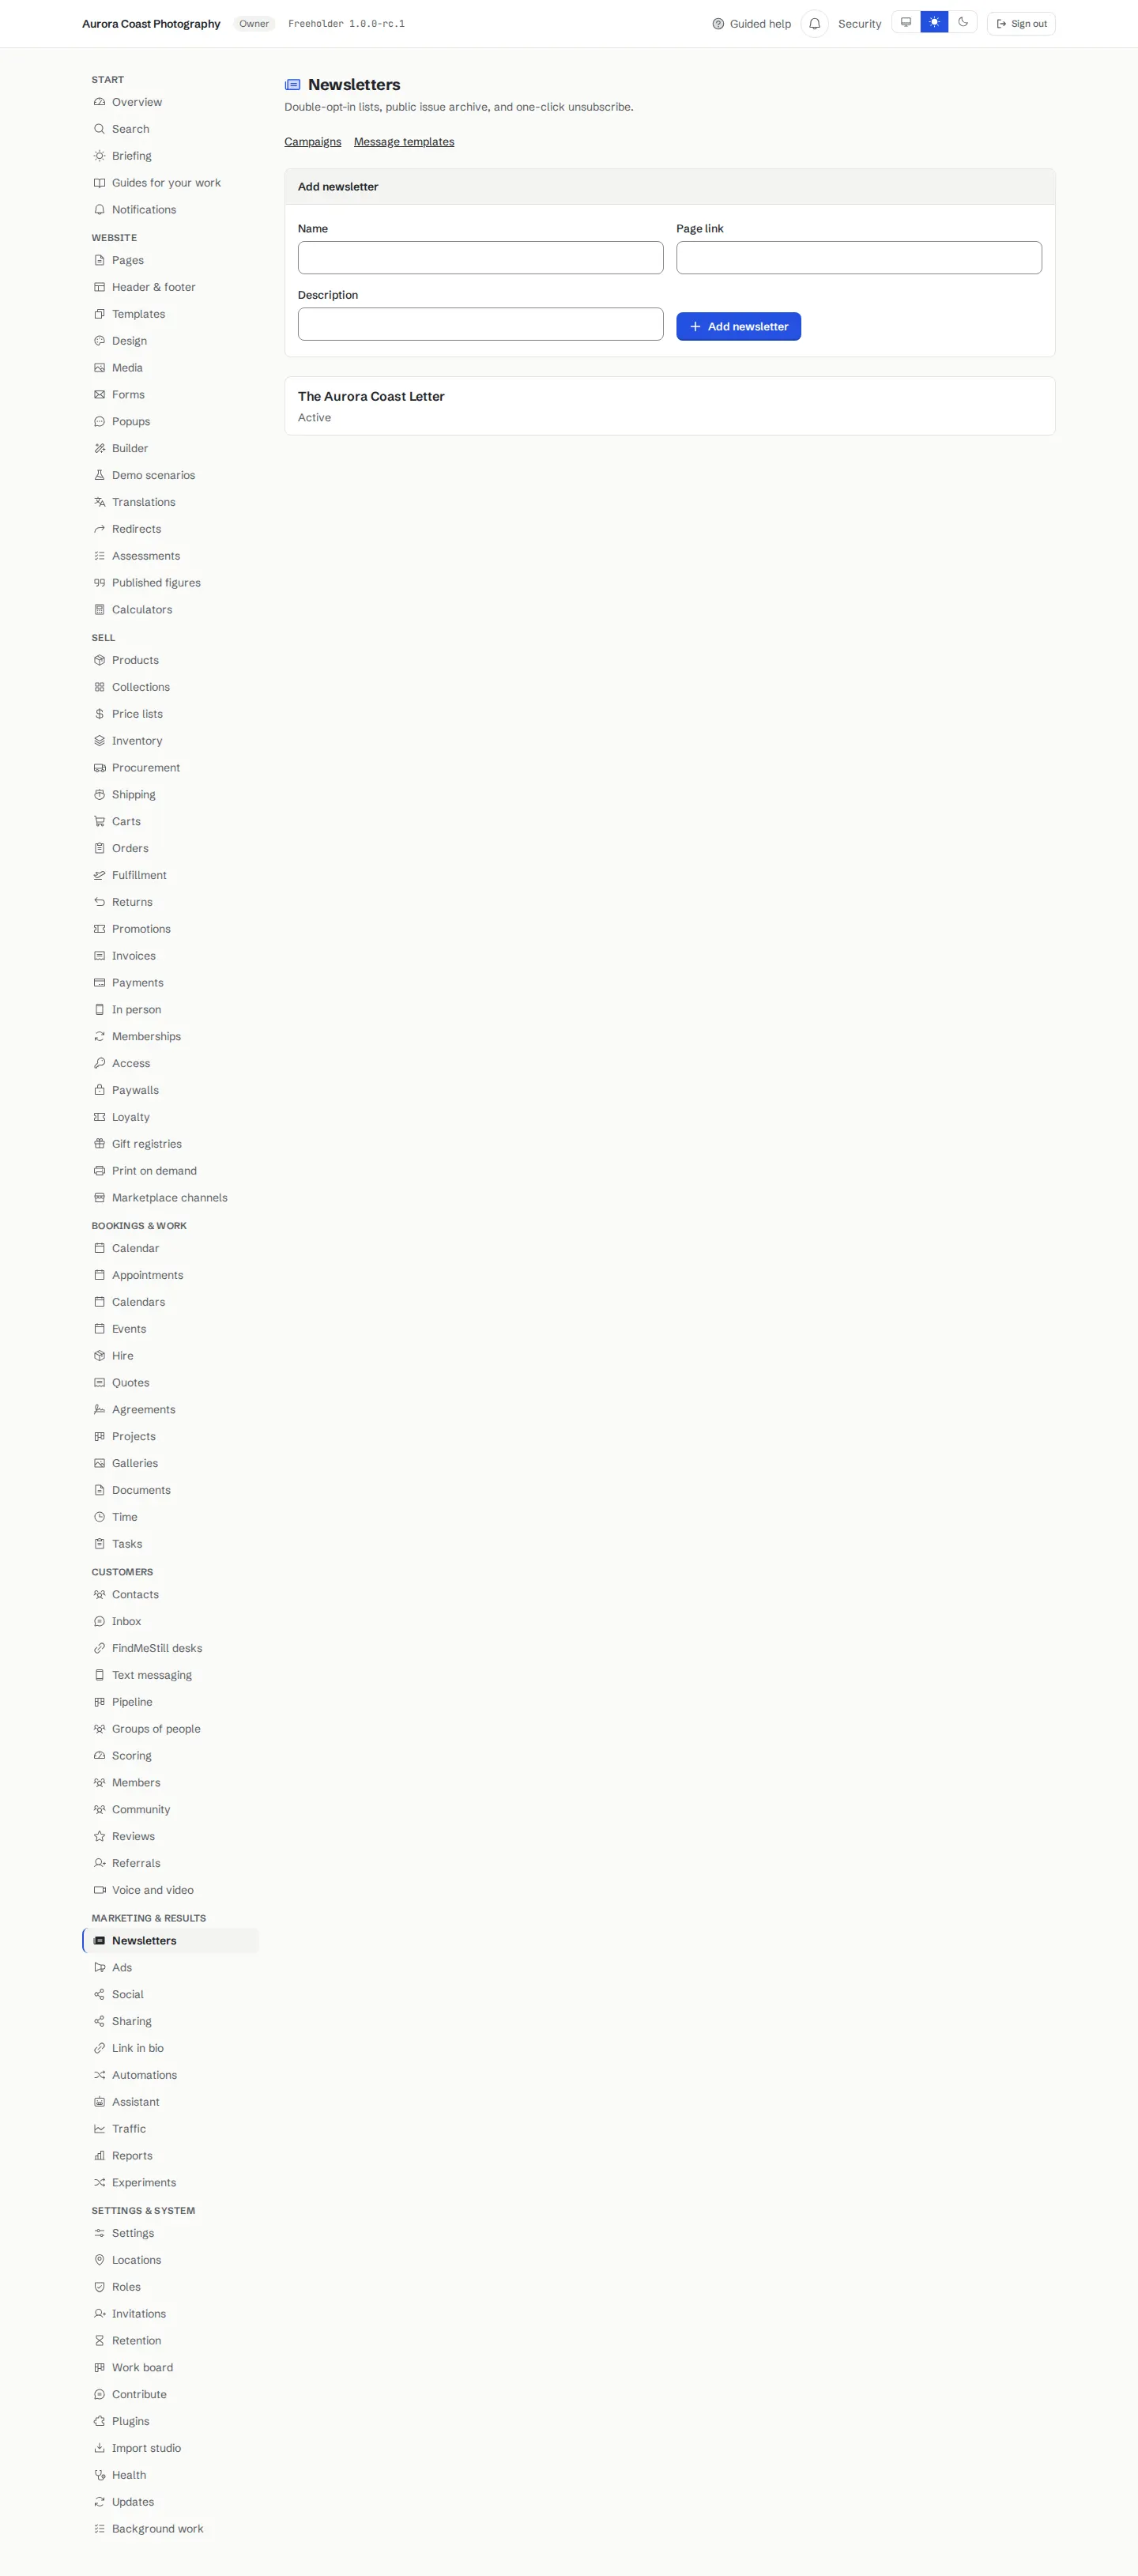 Aurora Coast Photography Owner Freeholder 1.0.0-rc.1 Guided help Security Sign out
START
Overview
Search
Briefing
Guides for your work
Notifications
WEBSITE
Pages
Header & footer
Templates
Design
Media
Forms
Popups
Builder
Demo scenarios
Translations
Redirects
Assessments
Published figures
Calculators
SELL
Products
Collections
Price lists
Inventory
Procurement
Shipping
Carts
Orders
Fulfillment
Returns
Promotions
Invoices
Payments
In person
Memberships
Access
Paywalls
Loyalty
Gift registries
Print on demand
Marketplace channels
BOOKINGS & WORK
Calendar
Appointments
Calendars
Events
Hire
Quotes
Agreements
Projects
Galleries
Documents
Time
Tasks
CUSTOMERS
Contacts
Inbox
FindMeStill desks
Text messaging
Pipeline
Groups of people
Scoring
Members
Community
Reviews
Referrals
Voice and video
MARKETING & RESULTS
Newsletters
Ads
Social
Sharing
Link in bio
Automations
Assistant
Traffic
Reports
Experiments
SETTINGS & SYSTEM
Settings
Locations
Roles
Invitations
Retention
Work board
Contribute
Plugins
Import studio
Health
Updates
Background work
Newsletters
Double-opt-in lists, public issue archive, and one-click unsubscribe.
Campaigns Message templates
Add newsletter
Name Page link
Description
Add newsletter
The Aurora Coast Letter
Active